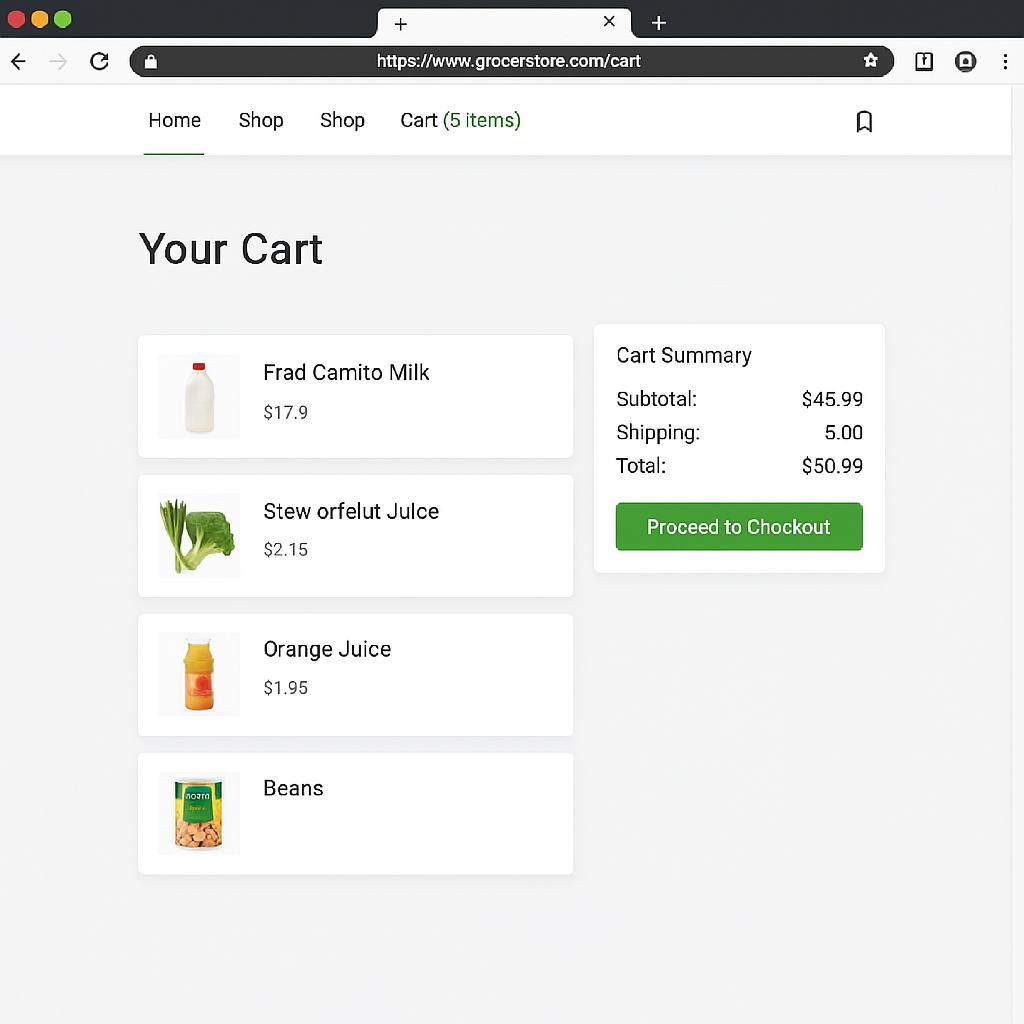 https://www.grocerstore.com/cart
Home Shop Shop Cart (5 items)
Your Cart
Frad Camito Milk
$17.9
Stew orfelut Julce
$2.15
Orange Juice
$1.95
Beans
Cart Summary
Subtotal: $45.99
Shipping: 5.00
Total: $50.99
Proceed to Chockout